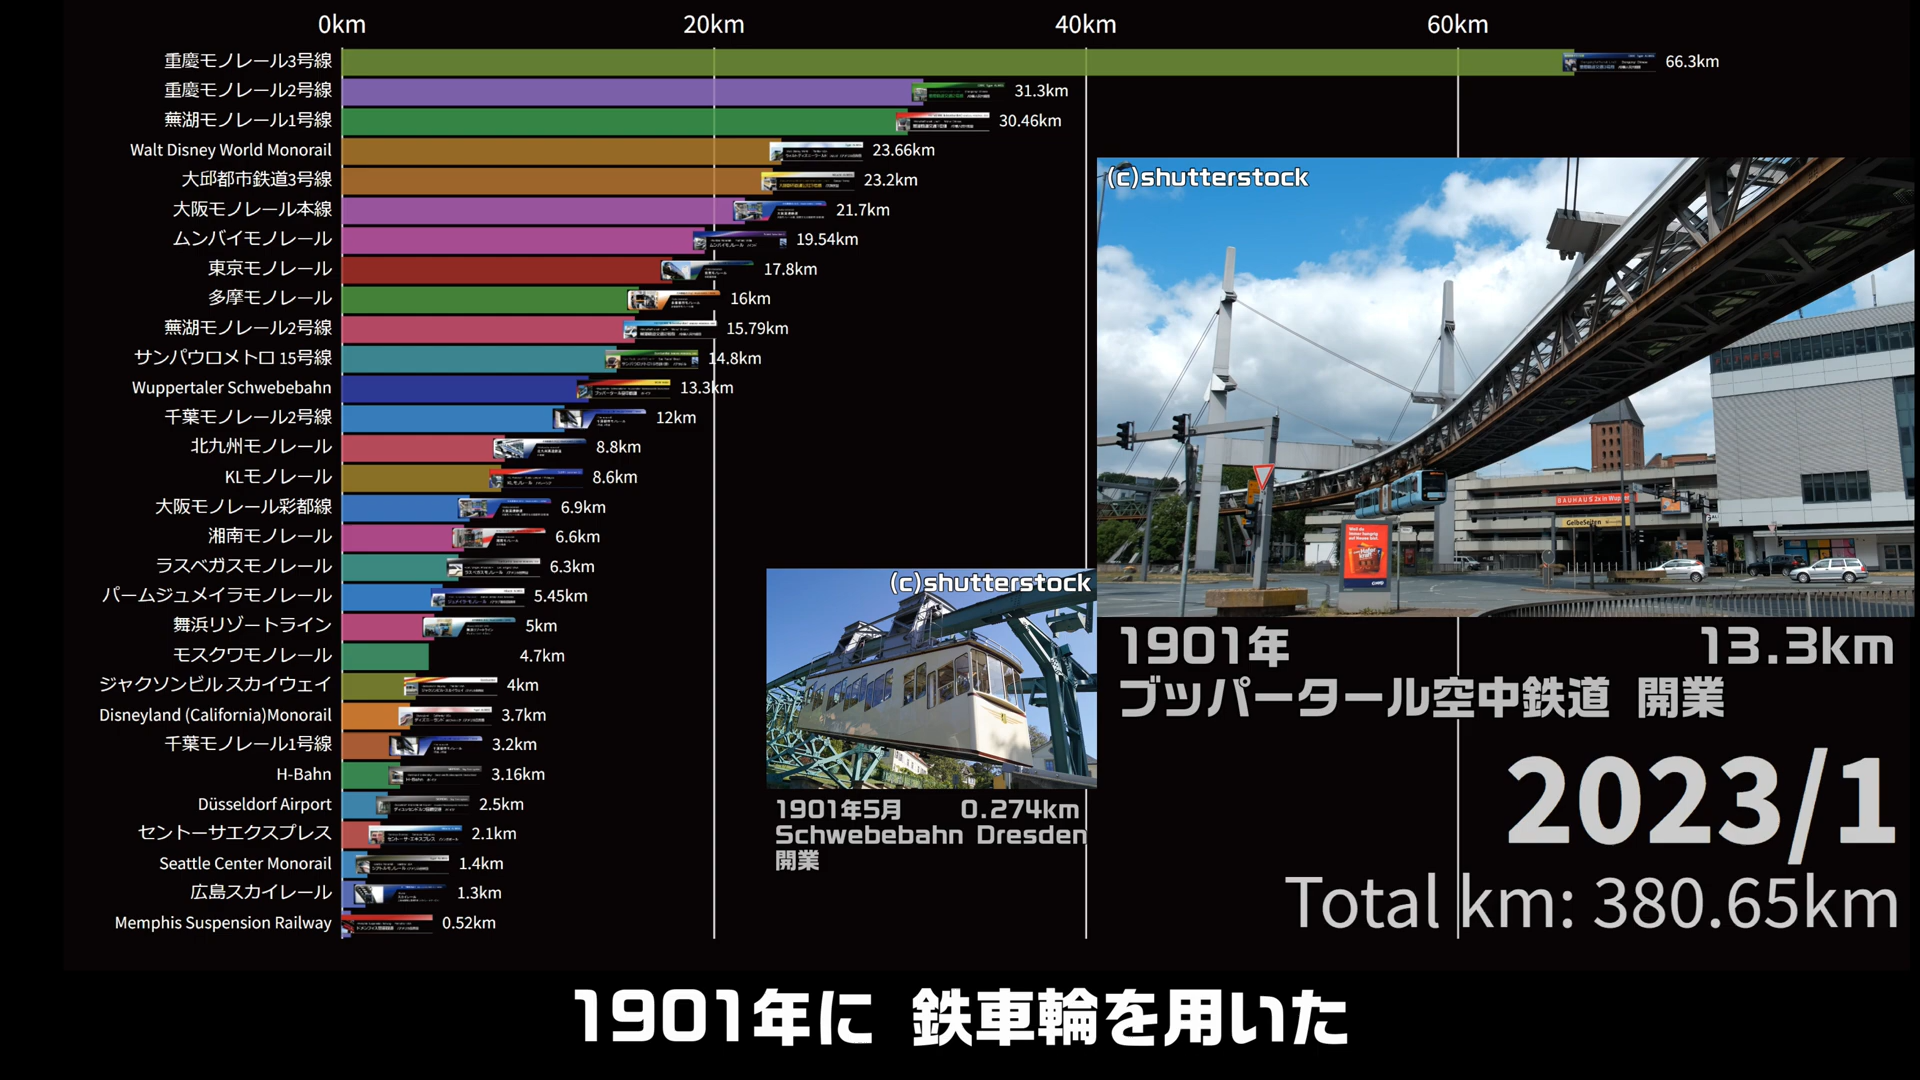 0km 20km 40km 60km
重慶モノレール3号線 66.3km
重慶モノレール2号線 31.3km
蕪湖モノレール1号線 30.46km
Walt Disney World Monorail 23.66km
大邱都市鉄道3号線 23.2km
大阪モノレール本線 21.7km
ムンバイモノレール 19.54km
東京モノレール 17.8km
多摩モノレール 16km
蕪湖モノレール2号線 15.79km
サンパウロメトロ 15号線 14.8km
Wuppertaler Schwebebahn 13.3km
千葉モノレール2号線 12km
北九州モノレール 8.8km
KLモノレール 8.6km
大阪モノレール彩都線 6.9km
湘南モノレール 6.6km
ラスベガスモノレール 6.3km
パームジュメイラモノレール 5.45km
舞浜リゾートライン 5km
モスクワモノレール 4.7km
ジャクソンビル スカイウェイ 4km
Disneyland (California)Monorail 3.7km
千葉モノレール1号線 3.2km
H-Bahn 3.16km
Düsseldorf Airport 2.5km
セントーサエクスプレス 2.1km
Seattle Center Monorail 1.4km
広島スカイレール 1.3km
Memphis Suspension Railway 0.52km
(c)shutterstock
BAUHAUS 2x in Wupp
GelbeSeiten
1901年 13.3km
ブッパータール空中鉄道 開業
(c)shutterstock
1901年5月 0.274km
Schwebebahn Dresden
開業
2023/1
Total km: 380.65km
1901年に 鉄車輪を用いた